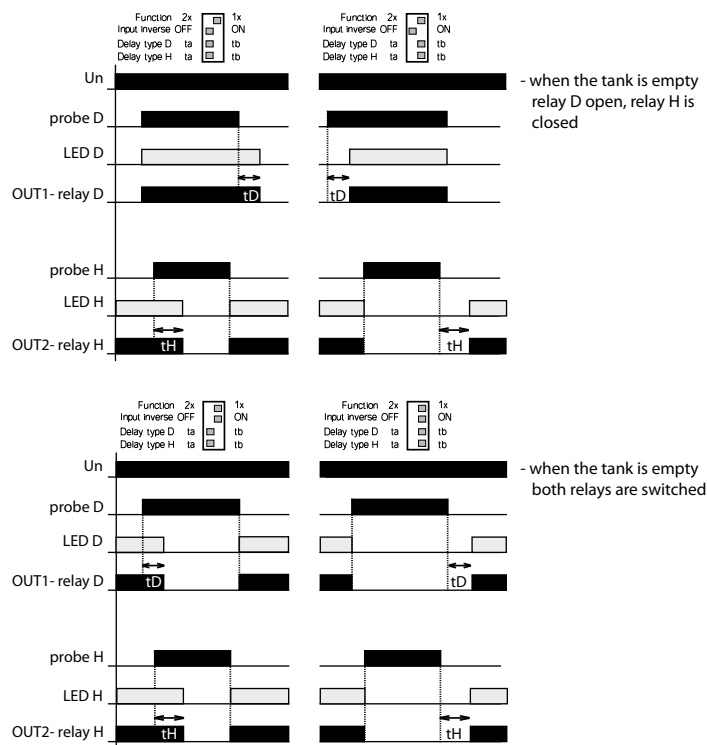 Function 2x 1x
Input inverse OFF ON
Delay type D ta tb
Delay type H ta tb
Function 2x 1x
Input inverse OFF ON
Delay type D ta tb
Delay type H ta tb
Un
- when the tank is empty
relay D open, relay H is
closed
probe D
LED D
OUT1- relay D
tD
tD
probe H
LED H
OUT2- relay H
tH
tH
Function 2x 1x
Input inverse OFF ON
Delay type D ta tb
Delay type H ta tb
Function 2x 1x
Input inverse OFF ON
Delay type D ta tb
Delay type H ta tb
Un
- when the tank is empty
both relays are switched
probe D
LED D
OUT1- relay D
tD
tD
probe H
LED H
OUT2- relay H
tH
tH